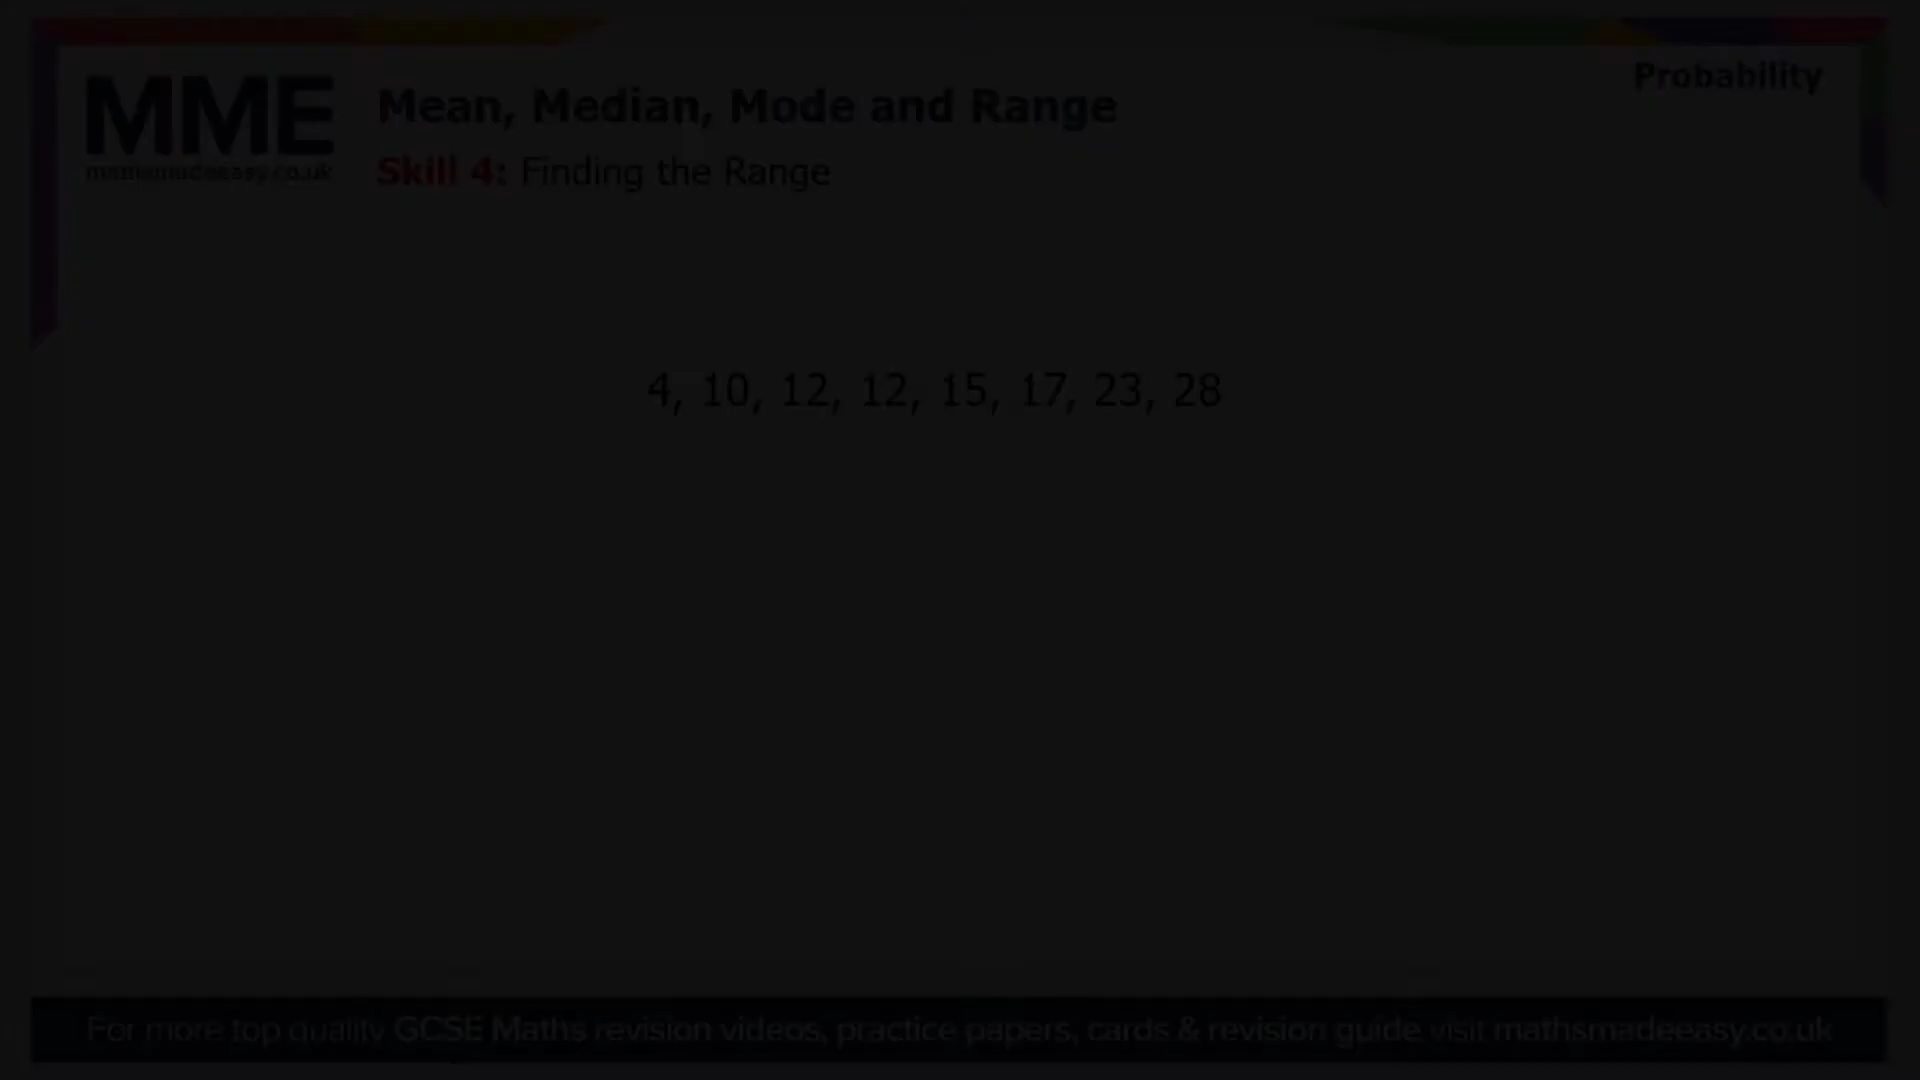 Probability
MME
mathsmadeeasy.co.uk
Mean, Median, Mode and Range
Skill 4: Finding the Range
4, 10, 12, 12, 15, 17, 23, 28
For more top quality GCSE Maths revision videos, practice papers, cards & revision guide visit mathsmadeeasy.co.uk